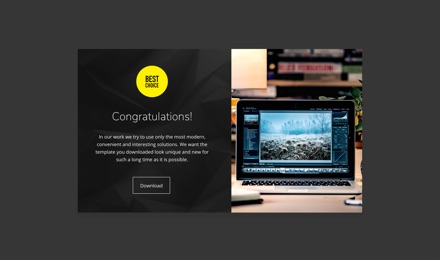 BEST
CHOICE
Congratulations!
In our work we try to use only the most modern,
convenient and interesting solutions. We want the
template you downloaded look unique and new for
such a long time as it is possible.
Download